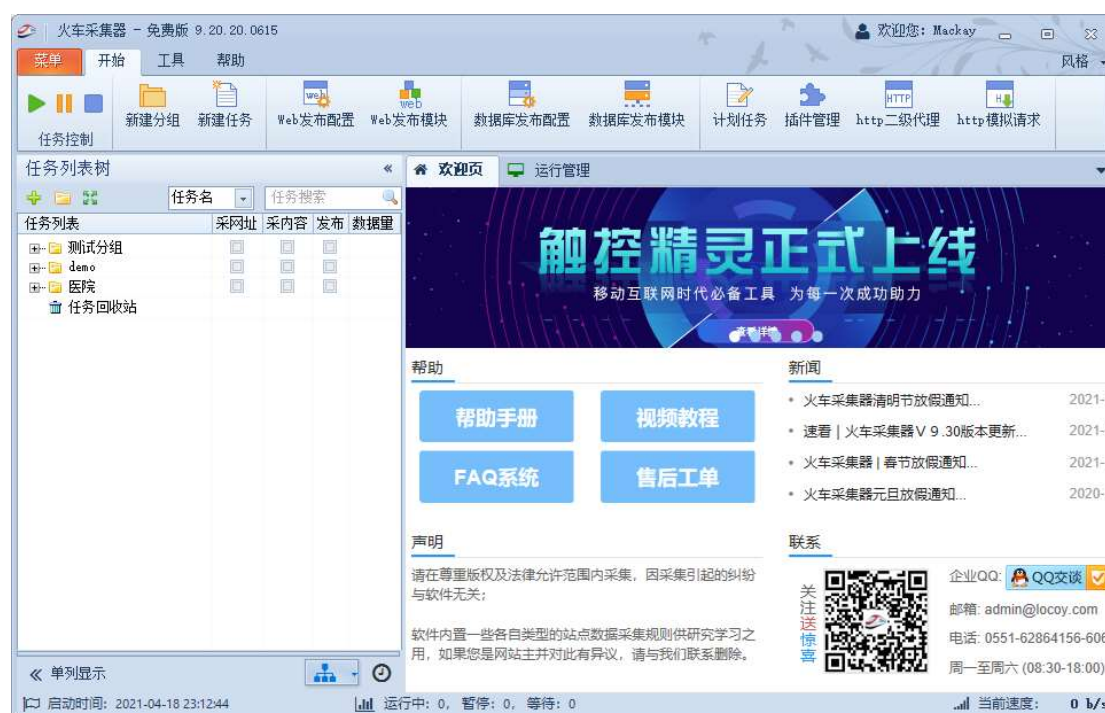 火车采集器 - 免费版 9.20.20.0615
欢迎您: Mackay
菜单 开始 工具 帮助
风格
新建分组 新建任务 Web发布配置 Web发布模块 数据库发布配置 数据库发布模块 计划任务 插件管理 http二级代理 http模拟请求
任务控制
任务列表树 «
欢迎页 运行管理
任务名 任务搜索
任务列表 采网址 采内容 发布 数据量
测试分组
demo
医院
任务回收站
触控精灵正式上线
移动互联网时代必备工具 为每一次成功助力
查看详情
帮助
帮助手册 视频教程
FAQ系统 售后工单
新闻
• 火车采集器清明节放假通知... 2021-
• 速看 | 火车采集器V 9.30版本更新... 2021-
• 火车采集器 | 春节放假通知... 2021-
• 火车采集器元旦放假通知... 2020-
声明
请在尊重版权及法律允许范围内采集，因采集引起的纠纷
与软件无关；
软件内置一些各自类型的站点数据采集规则供研究学习之
用，如果您是网站主并对此有异议，请与我们联系删除。
联系
关注送惊喜
企业QQ: QQ交谈
邮箱: admin@locoy.com
电话: 0551-62864156-606
周一至周六 (08:30-18:00)
« 单列显示
启动时间: 2021-04-18 23:12:44
运行中: 0, 暂停: 0, 等待: 0
当前速度: 0 b/s